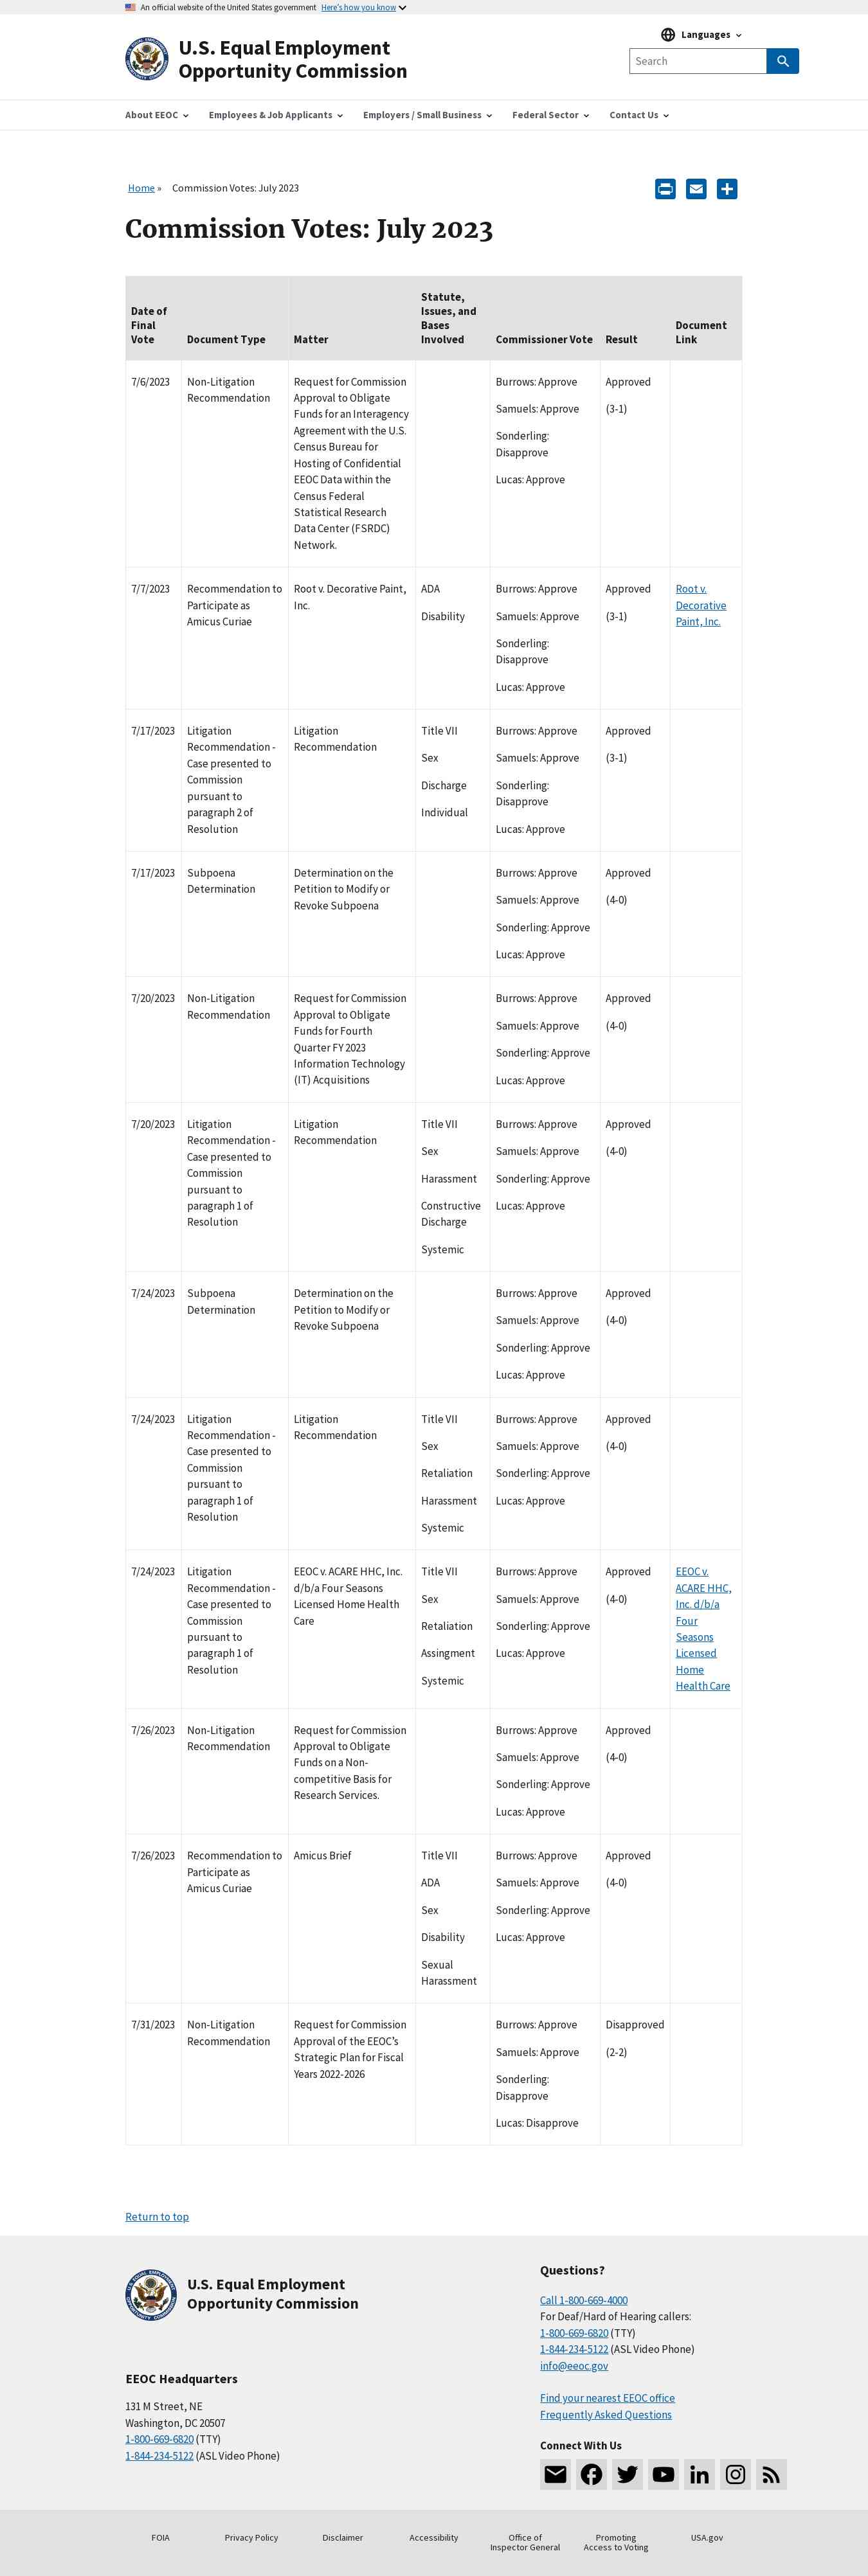 An official website of the United States government Here's how you know
U.S. Equal Employment
Opportunity Commission
Languages
Search
About EEOC
Employees & Job Applicants
Employers / Small Business
Federal Sector
Contact Us
Home »
Commission Votes: July 2023
Commission Votes: July 2023
Date of
Final
Vote
Document Type
Matter
Statute,
Issues, and
Bases
Involved
Commissioner Vote
Result
Document
Link
7/6/2023
Non-Litigation
Recommendation
Request for Commission
Approval to Obligate
Funds for an Interagency
Agreement with the U.S.
Census Bureau for
Hosting of Confidential
EEOC Data within the
Census Federal
Statistical Research
Data Center (FSRDC)
Network.
Burrows: Approve
Samuels: Approve
Sonderling:
Disapprove
Lucas: Approve
Approved
(3-1)
7/7/2023
Recommendation to
Participate as
Amicus Curiae
Root v. Decorative Paint,
Inc.
ADA
Disability
Burrows: Approve
Samuels: Approve
Sonderling:
Disapprove
Lucas: Approve
Approved
(3-1)
Root v.
Decorative
Paint, Inc.
7/17/2023
Litigation
Recommendation -
Case presented to
Commission
pursuant to
paragraph 2 of
Resolution
Litigation
Recommendation
Title VII
Sex
Discharge
Individual
Burrows: Approve
Samuels: Approve
Sonderling:
Disapprove
Lucas: Approve
Approved
(3-1)
7/17/2023
Subpoena
Determination
Determination on the
Petition to Modify or
Revoke Subpoena
Burrows: Approve
Samuels: Approve
Sonderling: Approve
Lucas: Approve
Approved
(4-0)
7/20/2023
Non-Litigation
Recommendation
Request for Commission
Approval to Obligate
Funds for Fourth
Quarter FY 2023
Information Technology
(IT) Acquisitions
Burrows: Approve
Samuels: Approve
Sonderling: Approve
Lucas: Approve
Approved
(4-0)
7/20/2023
Litigation
Recommendation -
Case presented to
Commission
pursuant to
paragraph 1 of
Resolution
Litigation
Recommendation
Title VII
Sex
Harassment
Constructive
Discharge
Systemic
Burrows: Approve
Samuels: Approve
Sonderling: Approve
Lucas: Approve
Approved
(4-0)
7/24/2023
Subpoena
Determination
Determination on the
Petition to Modify or
Revoke Subpoena
Burrows: Approve
Samuels: Approve
Sonderling: Approve
Lucas: Approve
Approved
(4-0)
7/24/2023
Litigation
Recommendation -
Case presented to
Commission
pursuant to
paragraph 1 of
Resolution
Litigation
Recommendation
Title VII
Sex
Retaliation
Harassment
Systemic
Burrows: Approve
Samuels: Approve
Sonderling: Approve
Lucas: Approve
Approved
(4-0)
7/24/2023
Litigation
Recommendation -
Case presented to
Commission
pursuant to
paragraph 1 of
Resolution
EEOC v. ACARE HHC, Inc.
d/b/a Four Seasons
Licensed Home Health
Care
Title VII
Sex
Retaliation
Assingment
Systemic
Burrows: Approve
Samuels: Approve
Sonderling: Approve
Lucas: Approve
Approved
(4-0)
EEOC v.
ACARE HHC,
Inc. d/b/a
Four
Seasons
Licensed
Home
Health Care
7/26/2023
Non-Litigation
Recommendation
Request for Commission
Approval to Obligate
Funds on a Non-
competitive Basis for
Research Services.
Burrows: Approve
Samuels: Approve
Sonderling: Approve
Lucas: Approve
Approved
(4-0)
7/26/2023
Recommendation to
Participate as
Amicus Curiae
Amicus Brief
Title VII
ADA
Sex
Disability
Sexual
Harassment
Burrows: Approve
Samuels: Approve
Sonderling: Approve
Lucas: Approve
Approved
(4-0)
7/31/2023
Non-Litigation
Recommendation
Request for Commission
Approval of the EEOC's
Strategic Plan for Fiscal
Years 2022-2026
Burrows: Approve
Samuels: Approve
Sonderling:
Disapprove
Lucas: Disapprove
Disapproved
(2-2)
Return to top
U.S. Equal Employment
Opportunity Commission
EEOC Headquarters
131 M Street, NE
Washington, DC 20507
1-800-669-6820 (TTY)
1-844-234-5122 (ASL Video Phone)
Questions?
Call 1-800-669-4000
For Deaf/Hard of Hearing callers:
1-800-669-6820 (TTY)
1-844-234-5122 (ASL Video Phone)
info@eeoc.gov
Find your nearest EEOC office
Frequently Asked Questions
Connect With Us
FOIA
Privacy Policy
Disclaimer
Accessibility
Office of
Inspector General
Promoting
Access to Voting
USA.gov